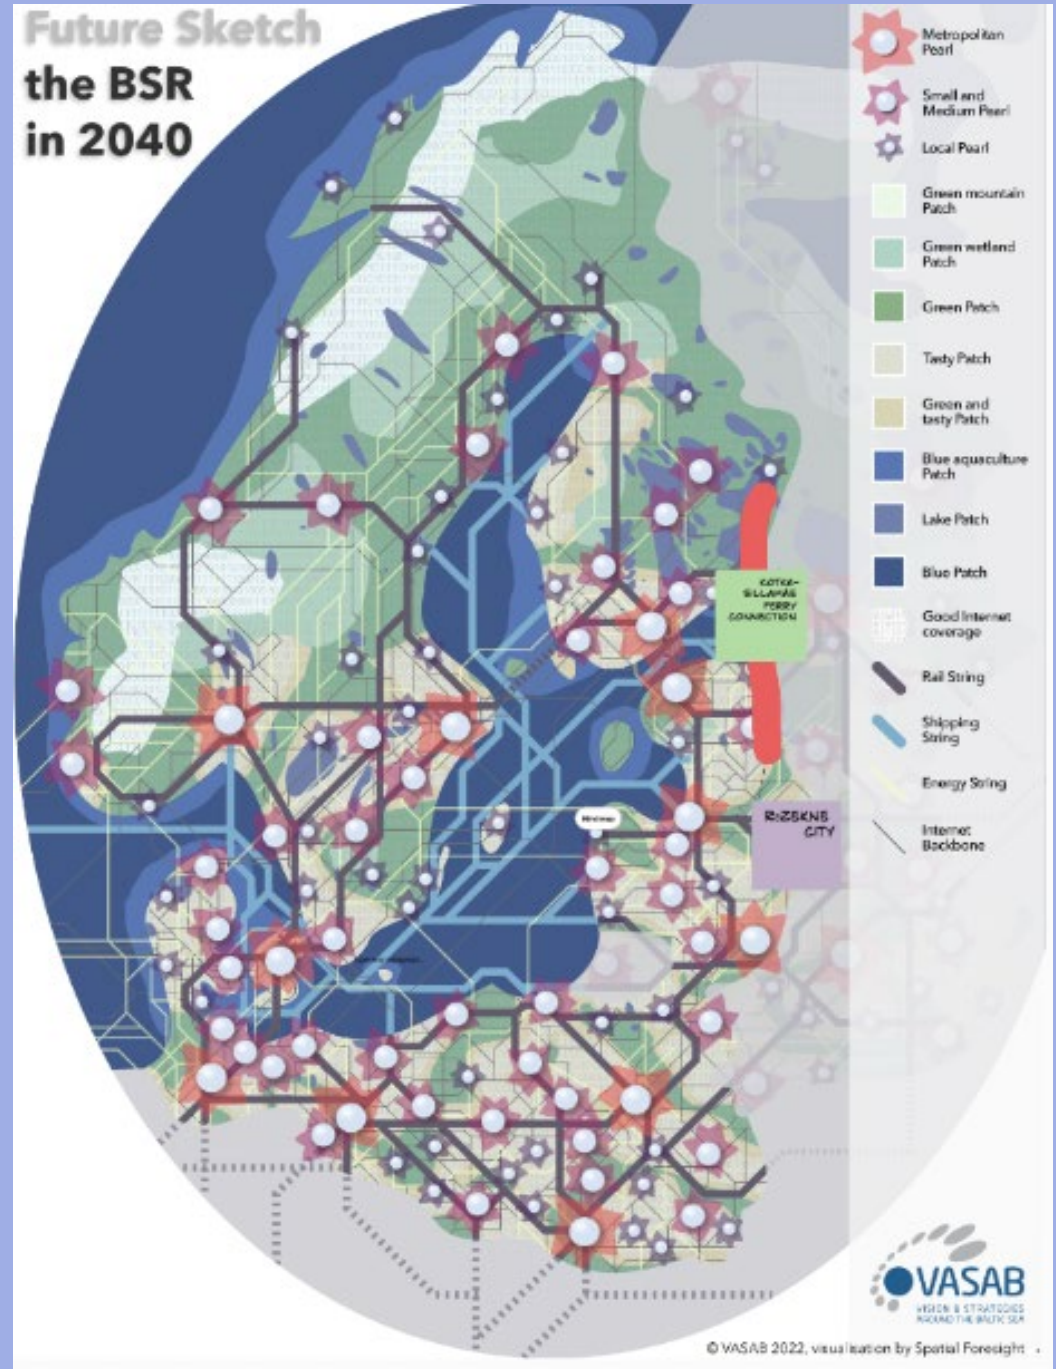 Future Sketch
the BSR
in 2040
Metropolitan
Pearl
Small and
Medium Pearl
Local Pearl
Green mountain
Patch
Green wetland
Patch
Green Patch
Tasty Patch
Green and
tasty Patch
Blue aquaculture
Patch
Lake Patch
Blue Patch
Good Internet
coverage
Rail String
Shipping
String
Energy String
Internet
Backbone
KOTKA-
SILLAMÄE
FERRY
CONNECTION
RĒZEKNE
CITY
VASAB
VISION & STRATEGIES
AROUND THE BALTIC SEA
© VASAB 2022, visualisation by Spatial Foresight